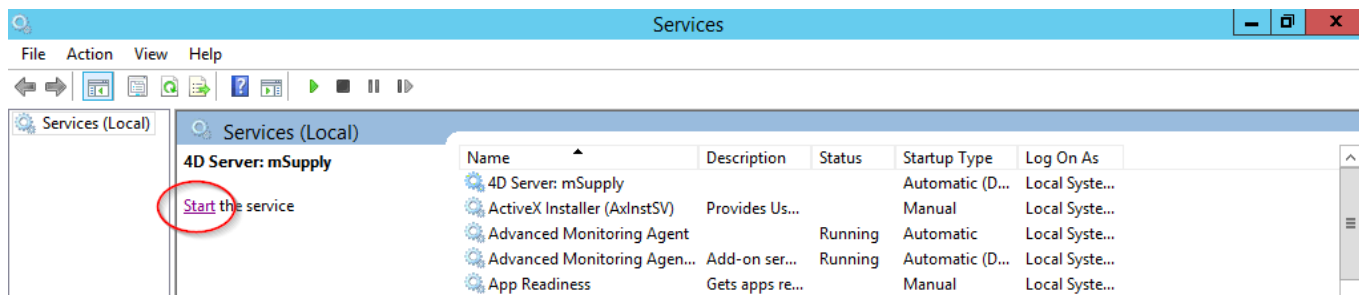 Services
File Action View Help
Services (Local)
Services (Local)
4D Server: mSupply
Start the service
Name Description Status Startup Type Log On As
4D Server: mSupply Automatic (D... Local Syste...
ActiveX Installer (AxInstSV) Provides Us... Manual Local Syste...
Advanced Monitoring Agent Running Automatic Local Syste...
Advanced Monitoring Agen... Add-on ser... Running Automatic (D... Local Syste...
App Readiness Gets apps re... Manual Local Syste...